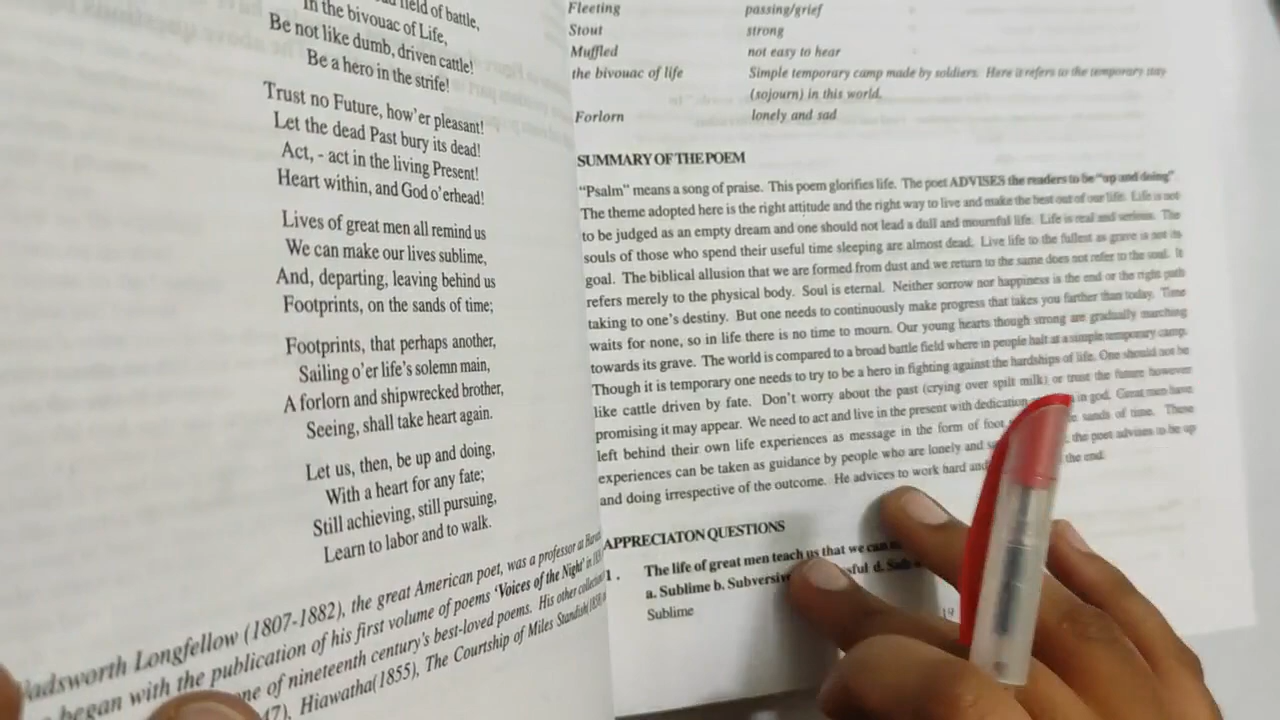 field of battle,
In the bivouac of Life,
Be not like dumb, driven cattle!
Be a hero in the strife!
Trust no Future, how'er pleasant!
Let the dead Past bury its dead!
Act, - act in the living Present!
Heart within, and God o'erhead!
Lives of great men all remind us
We can make our lives sublime,
And, departing, leaving behind us
Footprints, on the sands of time;
Footprints, that perhaps another,
Sailing o'er life's solemn main,
A forlorn and shipwrecked brother,
Seeing, shall take heart again.
Let us, then, be up and doing,
With a heart for any fate;
Still achieving, still pursuing,
Learn to labor and to walk.
Wadsworth Longfellow (1807-1882), the great American poet, was a professor at
began with the publication of his first volume of poems 'Voices of the Night' in
one of nineteenth century's best-loved poems. His other
47), Hiawatha(1855), The Courtship of Miles Standish(1858)
Fleeting passing/grief
Stout strong
Muffled not easy to hear
the bivouac of life Simple temporary camp made by soldiers. Here it refers to the temporary stay
(sojourn) in this world.
Forlorn lonely and sad
SUMMARY OF THE POEM
"Psalm" means a song of praise. This poem glorifies life. The poet ADVISES the readers to be "up and doing".
The theme adopted here is the right attitude and the right way to live and make the best out of our life. Life is not
to be judged as an empty dream and one should not lead a dull and mournful life. Life is real and serious. The
souls of those who spend their useful time sleeping are almost dead. Live life to the fullest as grave is not its
goal. The biblical allusion that we are formed from dust and we return to the same does not refer to the soul. It
refers merely to the physical body. Soul is eternal. Neither sorrow nor happiness is the end or the right path
taking to one's destiny. But one needs to continuously make progress that takes you farther than today. Time
waits for none, so in life there is no time to mourn. Our young hearts though strong are gradually marching
towards its grave. The world is compared to a broad battle field where in people halt at a simple temporary camp.
Though it is temporary one needs to try to be a hero in fighting against the hardships of life. One should not be
like cattle driven by fate. Don't worry about the past (crying over spilt milk) or trust the future however
promising it may appear. We need to act and live in the present with dedication in god. Great men have
left behind their own life experiences as message in the form of foot sands of time. These
experiences can be taken as guidance by people who are lonely and the poet advises to be up
and doing irrespective of the outcome. He advices to work hard and the end.
APPRECIATON QUESTIONS
1. The life of great men teach us that we can
a. Sublime b. Subversive d.
Sublime
19